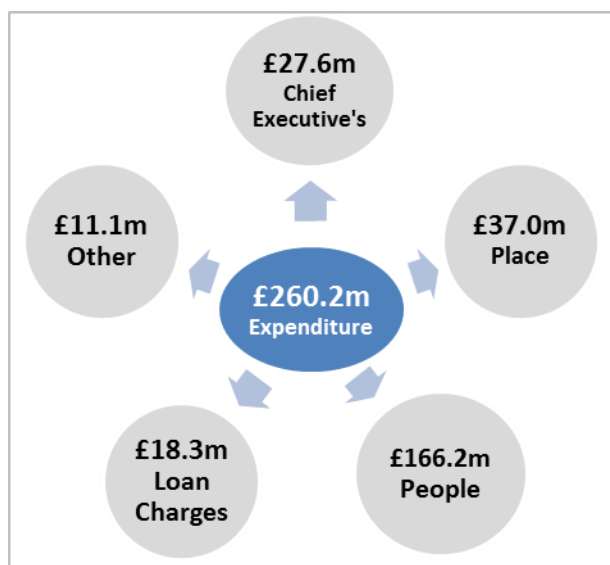 £27.6m
Chief
Executive's
£11.1m
Other
£37.0m
Place
£260.2m
Expenditure
£18.3m
Loan
Charges
£166.2m
People